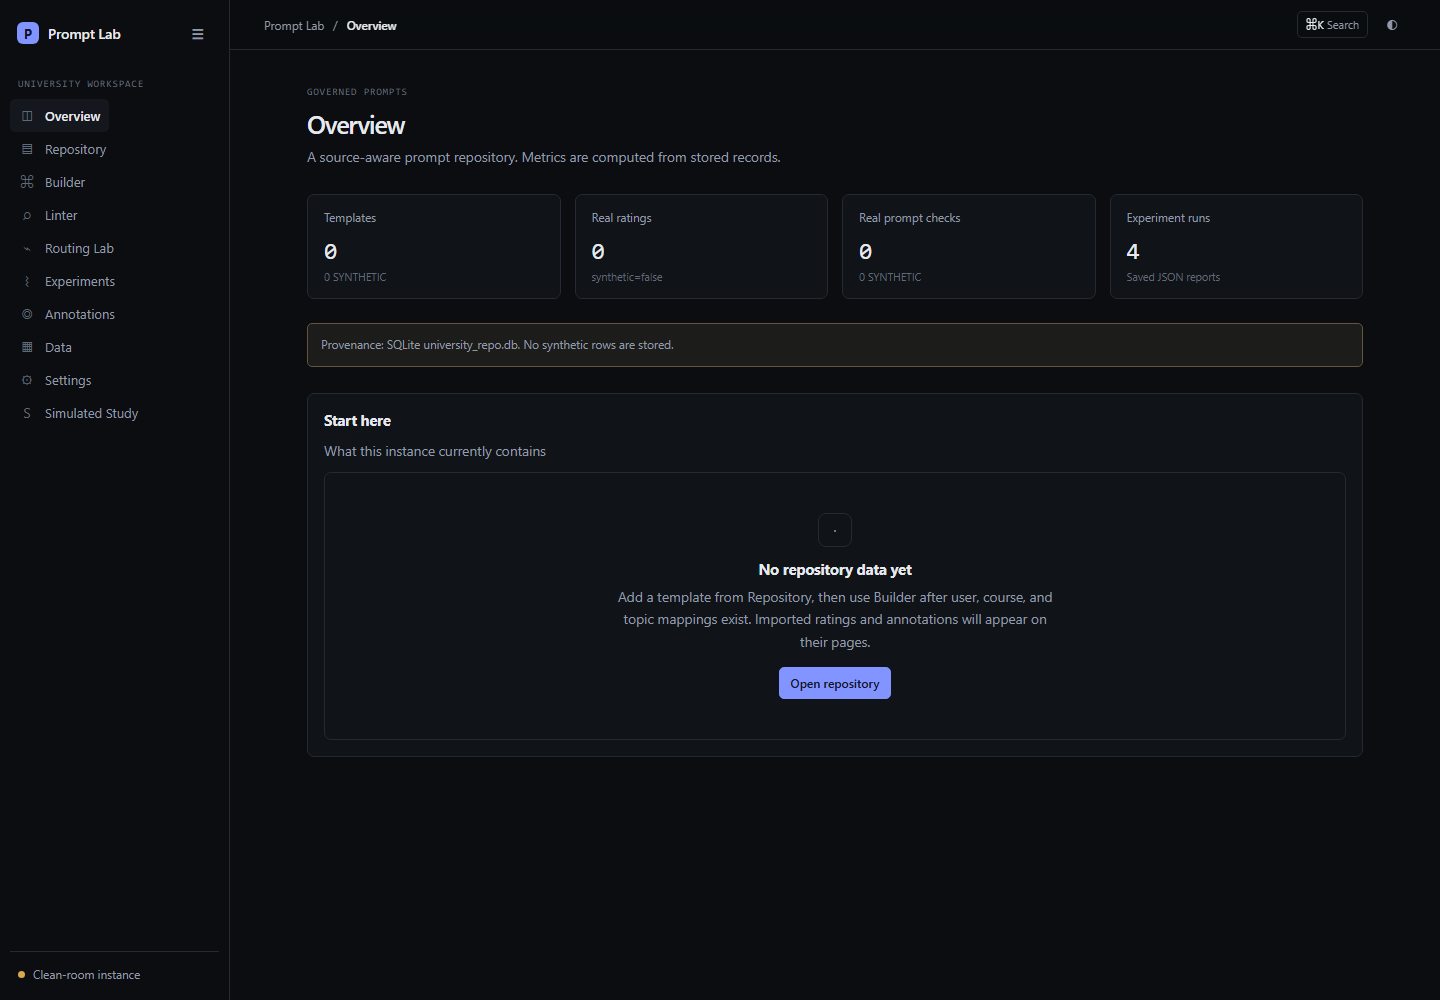 P Prompt Lab
UNIVERSITY WORKSPACE
Overview
Repository
Builder
Linter
Routing Lab
Experiments
Annotations
Data
Settings
S Simulated Study
Clean-room instance
Prompt Lab / Overview
⌘K Search
GOVERNED PROMPTS
Overview
A source-aware prompt repository. Metrics are computed from stored records.
Templates
0
0 SYNTHETIC
Real ratings
0
synthetic=false
Real prompt checks
0
0 SYNTHETIC
Experiment runs
4
Saved JSON reports
Provenance: SQLite university_repo.db. No synthetic rows are stored.
Start here
What this instance currently contains
No repository data yet
Add a template from Repository, then use Builder after user, course, and
topic mappings exist. Imported ratings and annotations will appear on
their pages.
Open repository